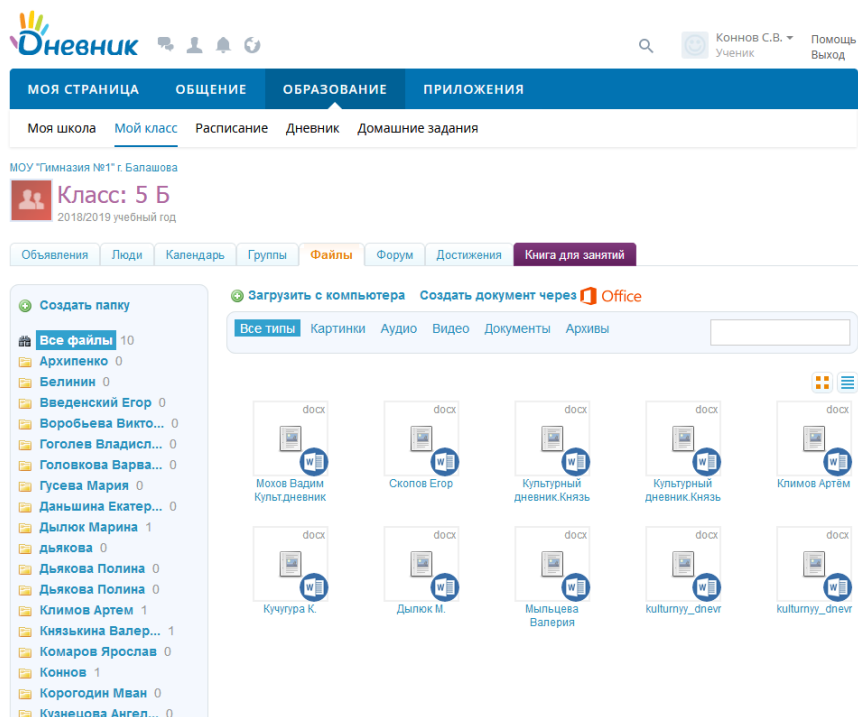 Дневник
Коннов С.В.
Ученик
Помощь
Выход
МОЯ СТРАНИЦА ОБЩЕНИЕ ОБРАЗОВАНИЕ ПРИЛОЖЕНИЯ
Моя школа Мой класс Расписание Дневник Домашние задания
МОУ "Гимназия №1" г. Балашова
Класс: 5 Б
2018/2019 учебный год
Объявления Люди Календарь Группы Файлы Форум Достижения Книга для занятий
Создать папку
Все файлы 10
Архипенко 0
Белинин 0
Введенский Егор 0
Воробьева Викто... 0
Гоголев Владисл... 0
Головкова Варва... 0
Гусева Мария 0
Даньшина Екатер... 0
Дылюк Марина 1
дьякова 0
Дьякова Полина 0
Дьякова Полина 0
Климов Артем 1
Князькина Валер... 1
Комаров Ярослав 0
Коннов 1
Корогодин Мван 0
Кузнецова Ангел... 0
Загрузить с компьютера Создать документ через Office
Все типы Картинки Аудио Видео Документы Архивы
docx docx docx docx docx
W W W W W
Мохов Вадим Культ.дневник
Скопов Егор
Культурный дневник.Князь
Культурный дневник.Князь
Климов Артём
docx docx docx docx docx
W W W W W
Кучугура К.
Дылюк М.
Мыльцева Валерия
kulturnyy_dnevr
kulturnyy_dnevr